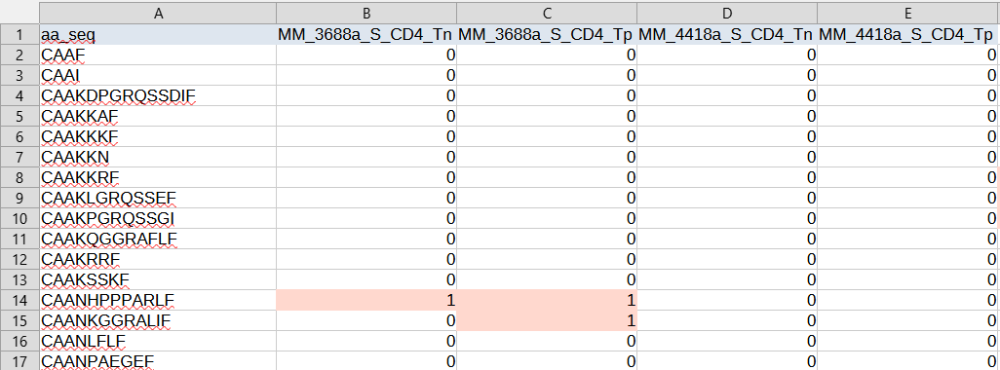 A B C D E
1 aa_seq MM_3688a_S_CD4_Tn MM_3688a_S_CD4_Tp MM_4418a_S_CD4_Tn MM_4418a_S_CD4_Tp
2 CAAF 0 0 0 0
3 CAAI 0 0 0 0
4 CAAKDPGRQSSDIF 0 0 0 0
5 CAAKKAF 0 0 0 0
6 CAAKKKF 0 0 0 0
7 CAAKKN 0 0 0 0
8 CAAKKRF 0 0 0 0
9 CAAKLGRQSSEF 0 0 0 0
10 CAAKPGRQSSGI 0 0 0 0
11 CAAKQGGRAFLF 0 0 0 0
12 CAAKRRF 0 0 0 0
13 CAAKSSKF 0 0 0 0
14 CAANHPPPARLF 1 1 0 0
15 CAANKGGRALIF 0 1 0 0
16 CAANLFLF 0 0 0 0
17 CAANPAEGEF 0 0 0 0